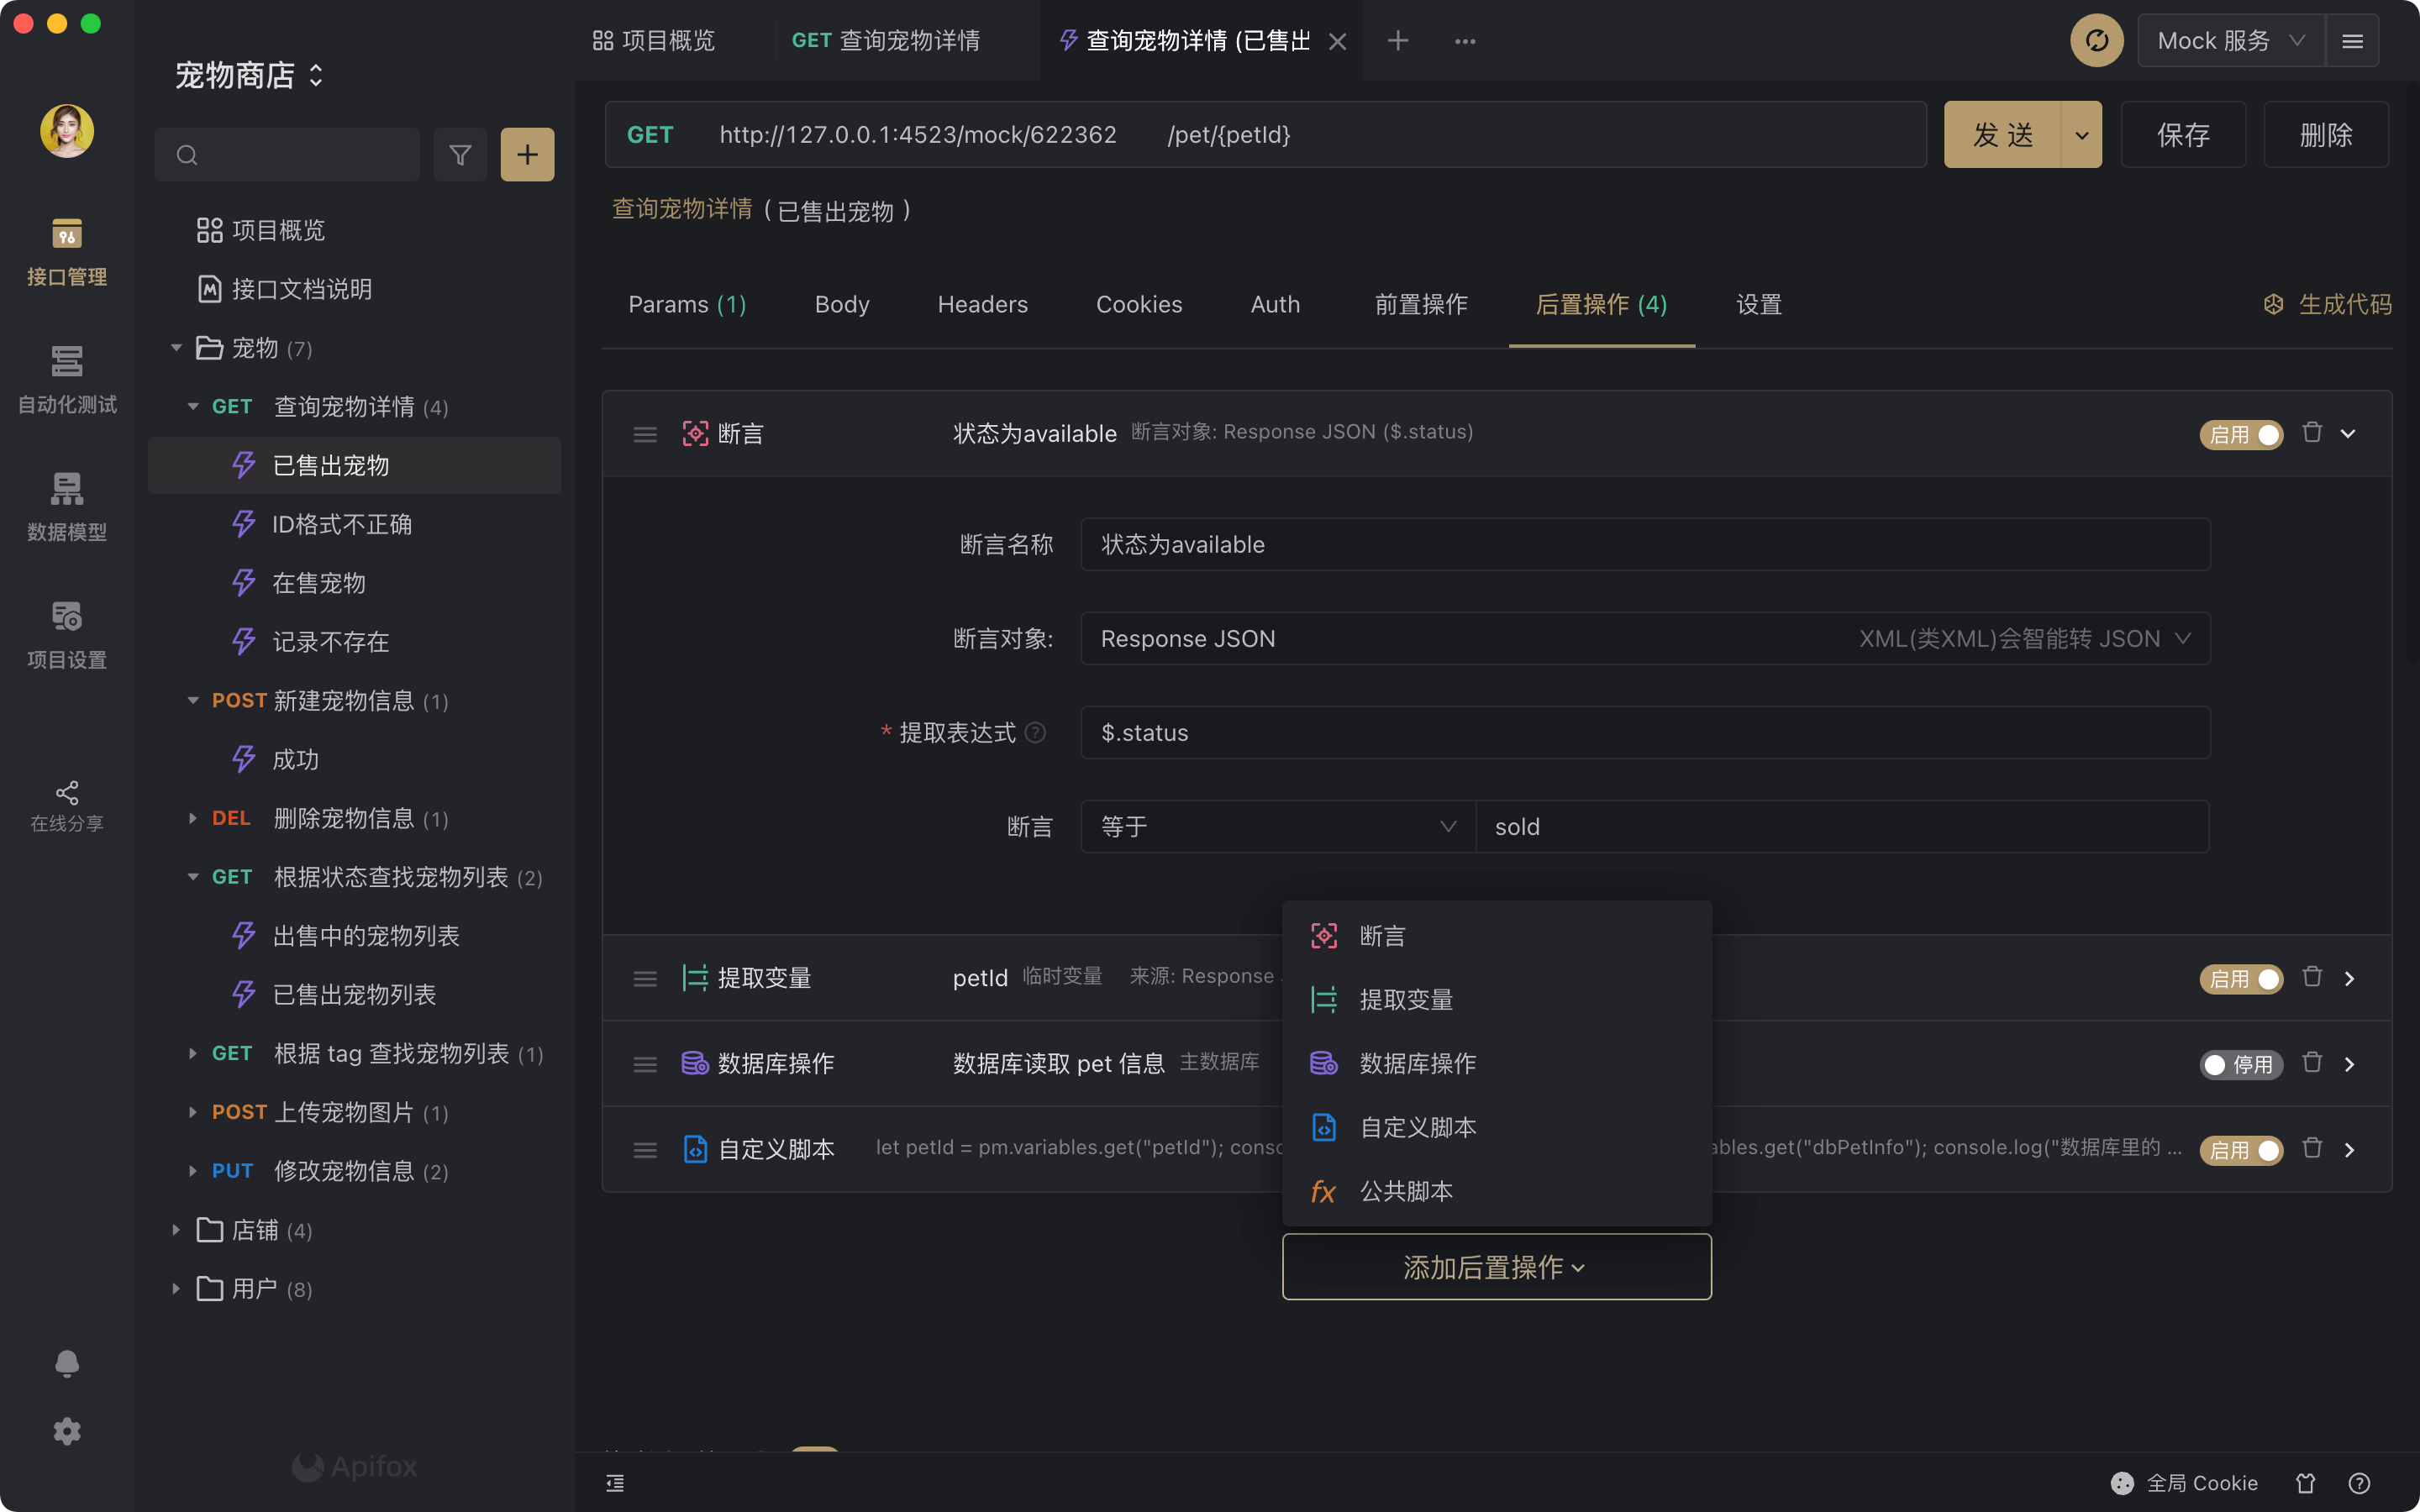 项目概览
GET 查询宠物详情
查询宠物详情 (已售出
Mock 服务
宠物商店
GET http://127.0.0.1:4523/mock/622362 /pet/{petId}
发 送
保存
删除
查询宠物详情 ( 已售出宠物 )
接口管理
自动化测试
数据模型
项目设置
在线分享
项目概览
接口文档说明
宠物 (7)
GET 查询宠物详情 (4)
已售出宠物
ID格式不正确
在售宠物
记录不存在
POST 新建宠物信息 (1)
成功
DEL 删除宠物信息 (1)
GET 根据状态查找宠物列表 (2)
出售中的宠物列表
已售出宠物列表
GET 根据 tag 查找宠物列表 (1)
POST 上传宠物图片 (1)
PUT 修改宠物信息 (2)
店铺 (4)
用户 (8)
Apifox
Params (1)
Body
Headers
Cookies
Auth
前置操作
后置操作 (4)
设置
生成代码
断言 状态为available 断言对象: Response JSON ($.status) 启用
断言名称 状态为available
断言对象: Response JSON XML(类XML)会智能转 JSON
* 提取表达式 ? $.status
断言 等于 sold
提取变量 petId 临时变量 来源: Response 启用
数据库操作 数据库读取 pet 信息 主数据库 停用
自定义脚本 let petId = pm.variables.get("petId"); consc ables.get("dbPetInfo"); console.log("数据库里的 ... 启用
断言
提取变量
数据库操作
自定义脚本
fx 公共脚本
添加后置操作
全局 Cookie